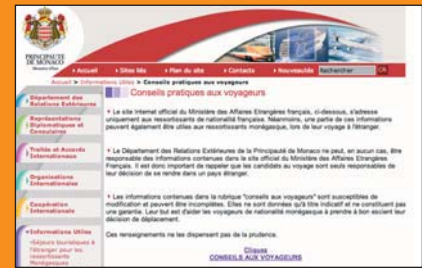 PRINCIPAUTE
DE MONACO
Accueil
Sites liés
Plan du site
Contacts
Nouveautés
Rechercher
OK
Accueil > Informations Utiles > Conseils pratiques aux voyageurs
Conseils pratiques aux voyageurs
Département des
Relations Extérieures
Représentations
Diplomatiques et
Consulaires
Traités et Accords
Internationaux
Organisations
Internationales
Coopération
Internationale
Informations Utiles
Séjours touristiques à
l'étranger pour les
ressortissants
Monégasques
Le site Internet officiel du Ministère des Affaires Etrangères français, ci-dessous, s'adresse
uniquement aux ressortissants de nationalité française. Néanmoins, une partie de ces informations
peuvent également être utiles aux ressortissants monégasque, lors de leur voyage à l'étranger.
Le Département des Relations Extérieures de la Principauté de Monaco ne peut, en aucun cas, être
responsable des informations contenues dans le site officiel du Ministère des Affaires Etrangères
Français. Il est donc important de rappeler que les candidats au voyage sont seuls responsables de
leur décision de se rendre dans un pays étranger.
Les informations contenues dans la rubrique "conseils aux voyageurs" sont susceptibles de
modification et peuvent être incomplètes. Elles ne sont données qu'à titre indicatif et ne constituent pas
une garantie. Leur but est d'aider les voyageurs de nationalité monégasque à prendre à bon escient leur
décision de déplacement.
Ces renseignements ne les dispensent pas de la prudence.
Cliquez
CONSEILS AUX VOYAGEURS